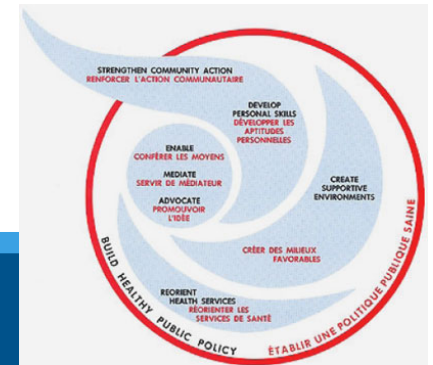 STRENGTHEN COMMUNITY ACTION
RENFORCER L'ACTION COMMUNAUTAIRE
DEVELOP
PERSONAL SKILLS
DÉVELOPPER LES
APTITUDES
PERSONNELLES
ENABLE
CONFÉRER LES MOYENS
MEDIATE
SERVIR DE MÉDIATEUR
ADVOCATE
PROMOUVOIR
L'IDÉE
CREATE
SUPPORTIVE
ENVIRONMENTS
CRÉER DES MILIEUX
FAVORABLES
REORIENT
HEALTH SERVICES
RÉORIENTER LES
SERVICES DE SANTÉ
BUILD HEALTHY PUBLIC POLICY
ÉTABLIR UNE POLITIQUE PUBLIQUE SAINE